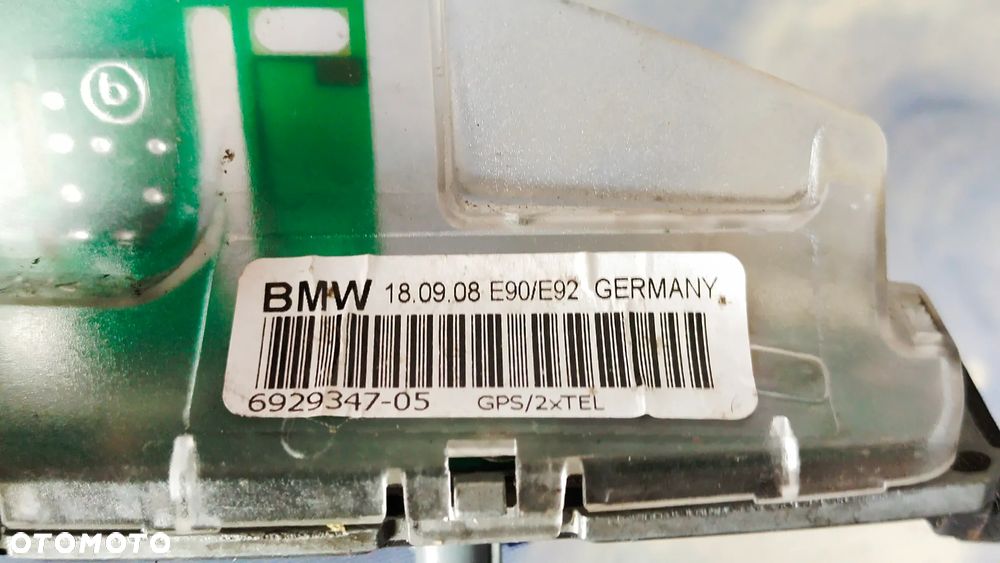 BMW 18.09.08 E90/E92 GERMANY
6929347-05 GPS/2xTEL
OTOMOTO